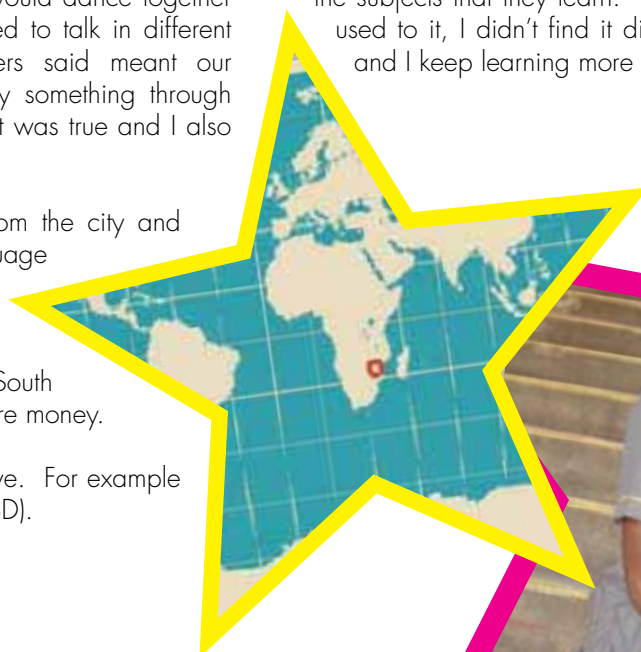 would dance together
ed to talk in different
ers said meant our
y something through
t was true and I also
om the city and
uage
South
re money.
ve. For example
D).
the subjects that they learn.
used to it, I didn't find it di
and I keep learning more